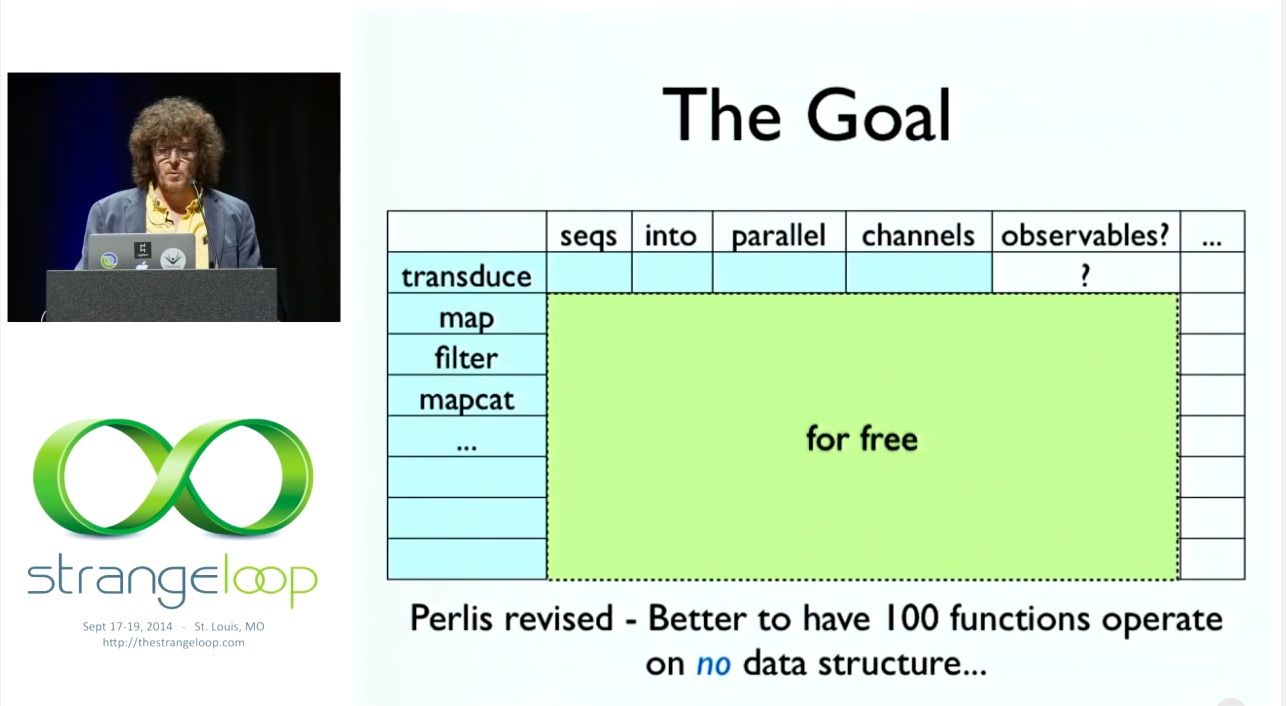 The Goal
seqs into parallel channels observables? ...
transduce ?
map
filter
mapcat
...
for free
Perlis revised - Better to have 100 functions operate
on no data structure...
strangeloop
Sept 17-19, 2014 - St. Louis, MO
http://thestrangeloop.com